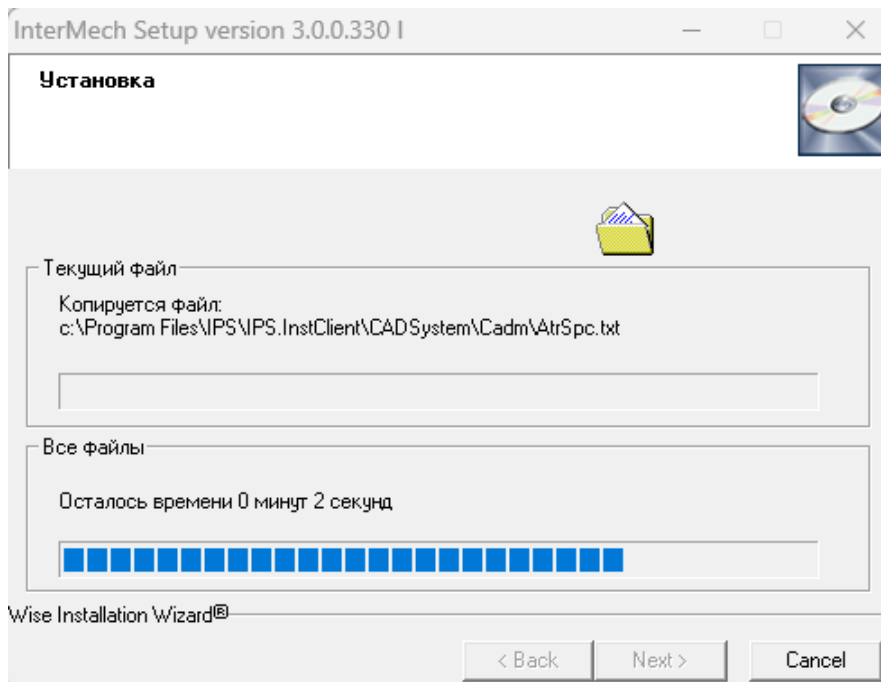 InterMech Setup version 3.0.0.330 I
Установка
Текущий файл
Копируется файл:
c:\Program Files\IPS\IPS.InstClient\CADSystem\Cadm\AtrSpc.txt
Все файлы
Осталось времени 0 минут 2 секунд
Wise Installation Wizard®
< Back
Next >
Cancel